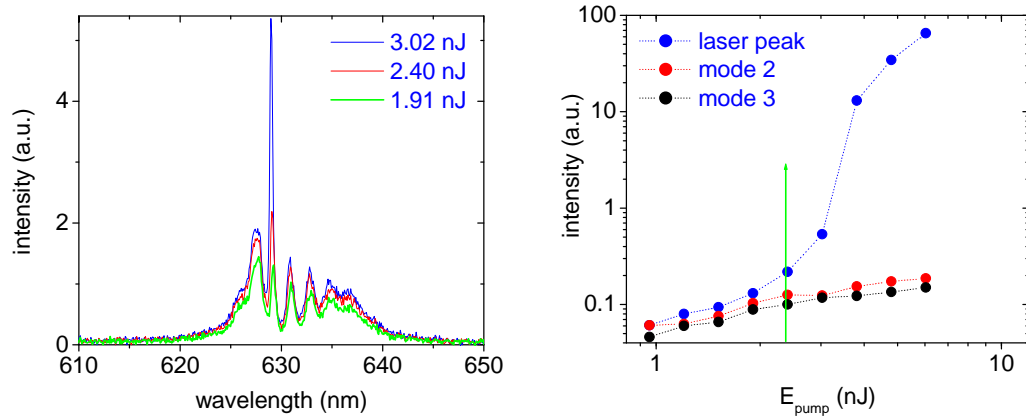 3.02 nJ
2.40 nJ
1.91 nJ
4
2
0
610 620 630 640 650
wavelength (nm)
intensity (a.u.)
100
10
1
0.1
laser peak
mode 2
mode 3
1 10
E_pump (nJ)
intensity (a.u.)